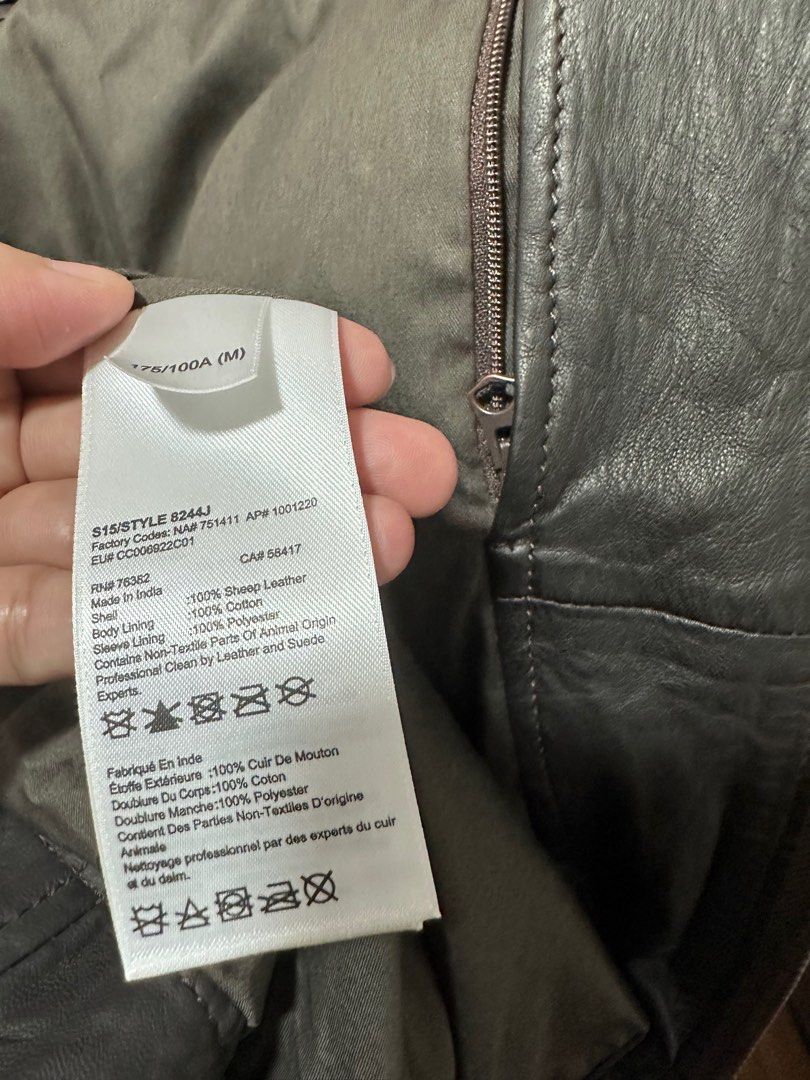 175/100A (M)
S15/STYLE 8244J
Factory Codes: NA# 751411 AP# 1001220
EU# CC006922C01
CA# 58417
RN# 76382
Made In India
Shell :100% Sheep Leather
Body Lining :100% Cotton
Sleeve Lining :100% Polyester
Contains Non-Textile Parts Of Animal Origin
Professional Clean by Leather and Suede
Experts.
Fabriqué En Inde
Étoffe Extérieure :100% Cuir De Mouton
Doublure Du Corps:100% Coton
Doublure Manche:100% Polyester
Contient Des Parties Non-Textiles D'origine
Animale
Nettoyage professionnel par des experts du cuir
et du daim.